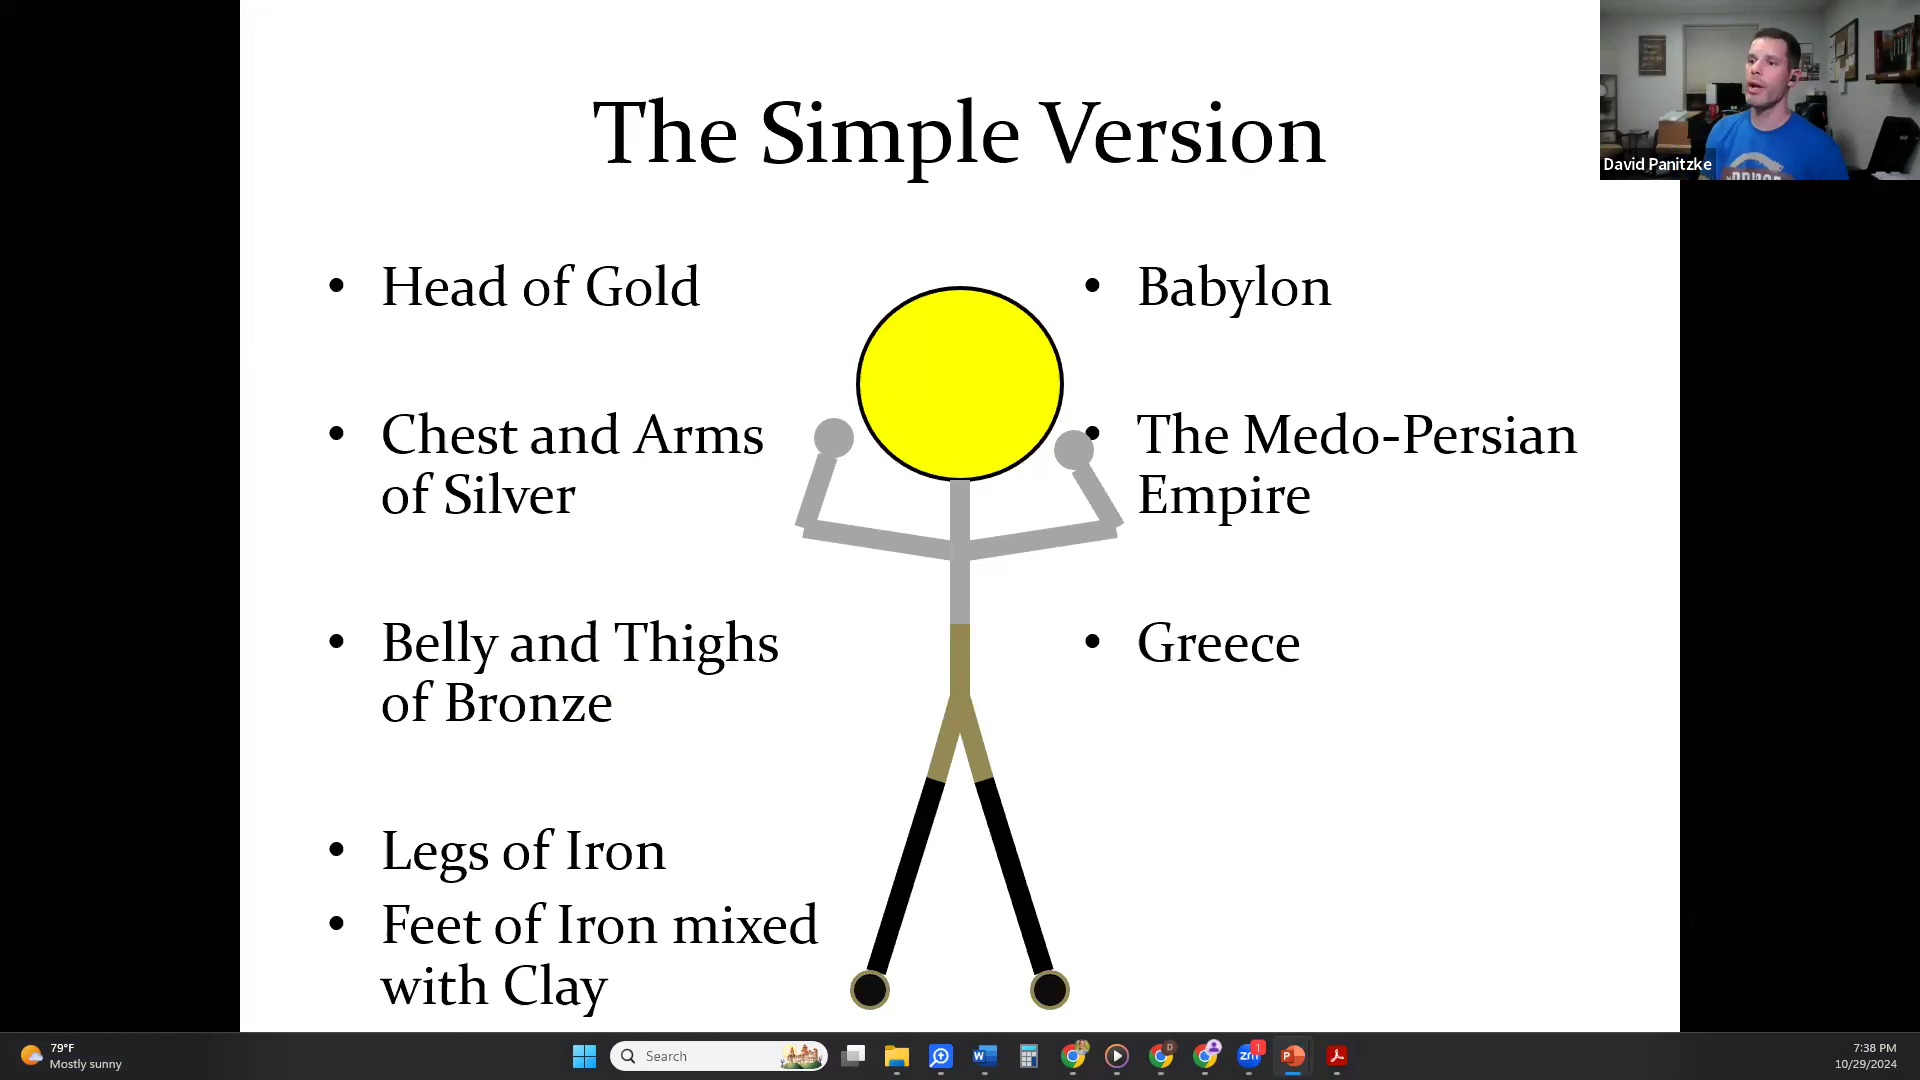 The Simple Version
David Panitzke
• Head of Gold
• Chest and Arms
of Silver
• Belly and Thighs
of Bronze
• Legs of Iron
• Feet of Iron mixed
with Clay
• Babylon
• The Medo-Persian
Empire
• Greece
79°F
Mostly sunny
Search
7:38 PM
10/29/2024